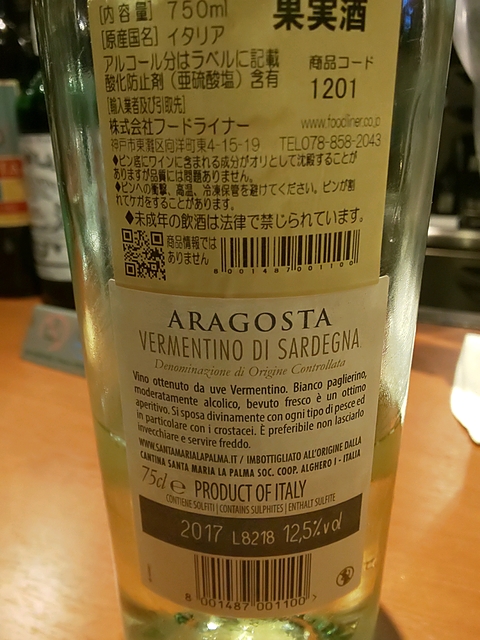 [内容量] 750ml 果実酒
[原産国名] イタリア
アルコール分はラベルに記載
酸化防止剤（亜硫酸塩）含有
商品コード
1201
[輸入業者及び引取先]
株式会社フードライナー
www.foodliner.co.jp
神戸市東灘区向洋町東4-15-19 TEL078-858-2043
◆ビン底にワインに含まれる成分がオリとして沈殿することが
ありますが品質には問題ありません。
◆ビンへの衝撃、高温、冷凍保管を避けてください。ビンが割
れてケガをすることがあります。
◆未成年の飲酒は法律で禁じられています。
商品情報では
ありません
8 001487 001100
ARAGOSTA
VERMENTINO DI SARDEGNA
Denominazione di Origine Controllata
Vino ottenuto da uve Vermentino. Bianco paglierino,
moderatamente alcolico, bevuto fresco è un ottimo
aperitivo. Si sposa divinamente con ogni tipo di pesce ed
in particolare con i crostacei. È preferibile non lasciarlo
invecchiare e servire freddo.
WWW.SANTAMARIALAPALMA.IT / IMBOTTIGLIATO ALL'ORIGINE DALLA
CANTINA SANTA MARIA LA PALMA SOC. COOP. ALGHERO I - ITALIA
75cl e PRODUCT OF ITALY
CONTIENE SOLFITI | CONTAINS SULPHITES | ENTHALT SULFITE
2017 L8218 12,5%vol
8 001487 001100 >